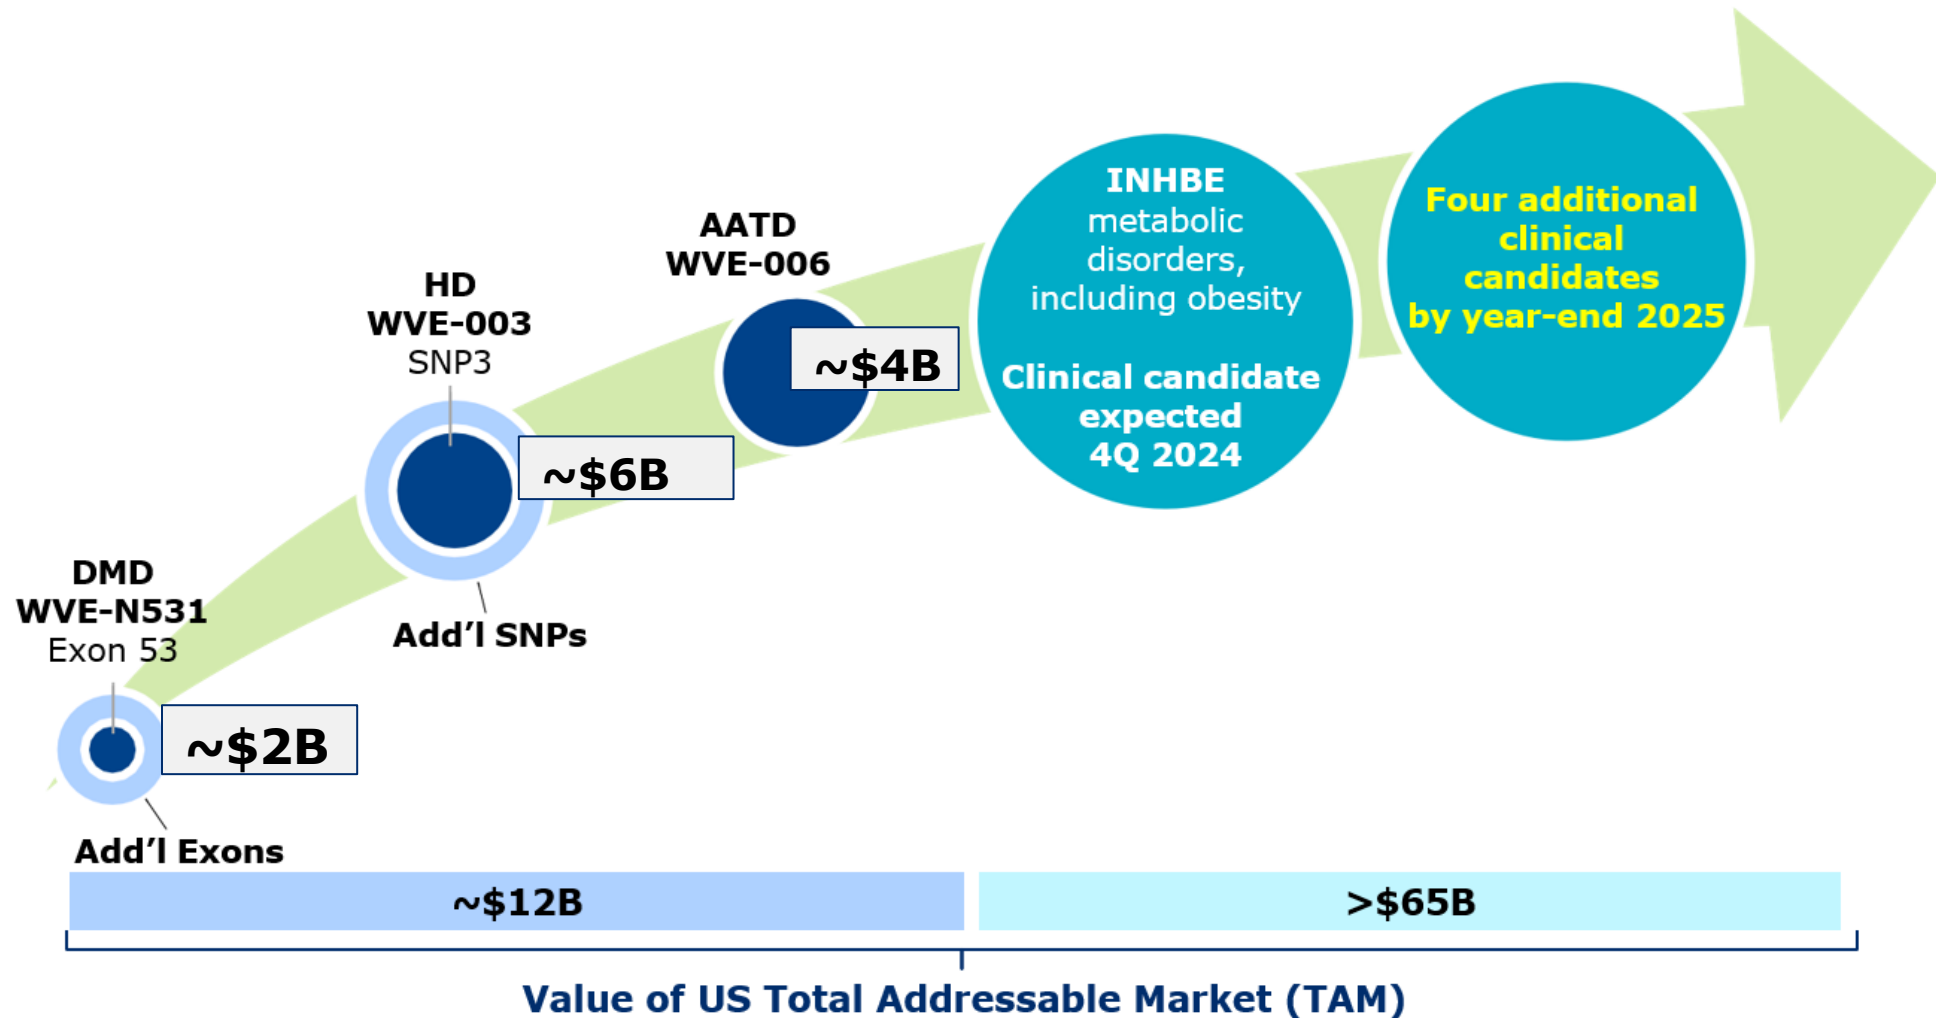 DMD
WVE-N531
Exon 53
~$2B
Add’l Exons
HD
WVE-003
SNP3
~$6B
Add’l SNPs
AATD
WVE-006
~$4B
INHBE
metabolic
disorders,
including obesity
Clinical candidate
expected
4Q 2024
Four additional
clinical
candidates
by year-end 2025
~$12B
>$65B
Value of US Total Addressable Market (TAM)